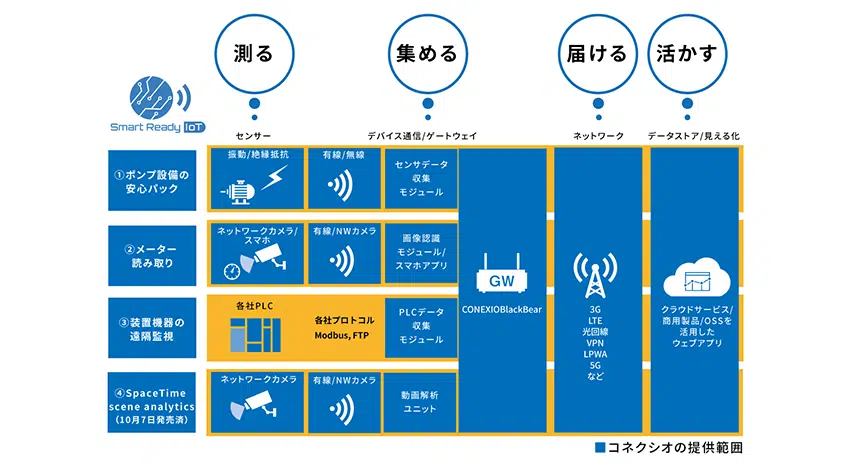 測る
集める
届ける
活かす
Smart Ready IoT
センサー
デバイス通信/ゲートウェイ
ネットワーク
データストア/見える化
①ポンプ設備の
安心パック
振動/絶縁抵抗
有線/無線
センサデータ
収集
モジュール
②メーター
読み取り
ネットワークカメラ/
スマホ
有線/NWカメラ
画像認識
モジュール/
スマホアプリ
③装置機器の
遠隔監視
各社PLC
各社プロトコル
Modbus, FTP
PLCデータ
収集
モジュール
④SpaceTime
scene analytics
(10月7日発売済)
ネットワークカメラ
有線/NWカメラ
動画解析
ユニット
GW
CONEXIOBlackBear
3G
LTE
光回線
VPN
LPWA
5G
など
クラウドサービス/
商用製品/OSSを
活用した
ウェブアプリ
■コネクシオの提供範囲